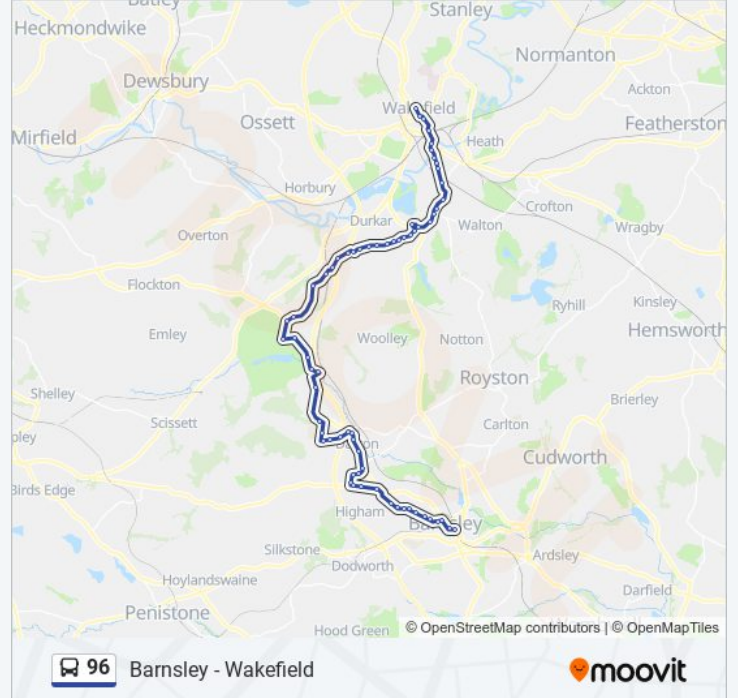 Batley
Stanley
Heckmondwike
Normanton
Dewsbury
Ackton
Wakefield
Ossett
Featherston
Mirfield
Heath
Horbury
Crofton
Durkar
Walton
Wragby
Overton
Flockton
Ryhill
Kinsley
Hemsworth
Emley
Woolley
Notton
Royston
Shelley
Brierley
Scissett
Carlton
pley
Cudworth
Birds Edge
Higham
Barnsley
Silkstone
Ardsley
Dodworth
Hoylandswaine
Darfield
Penistone
Hood Green
© OpenStreetMap contributors | © OpenMapTiles
96 Barnsley - Wakefield
moovit